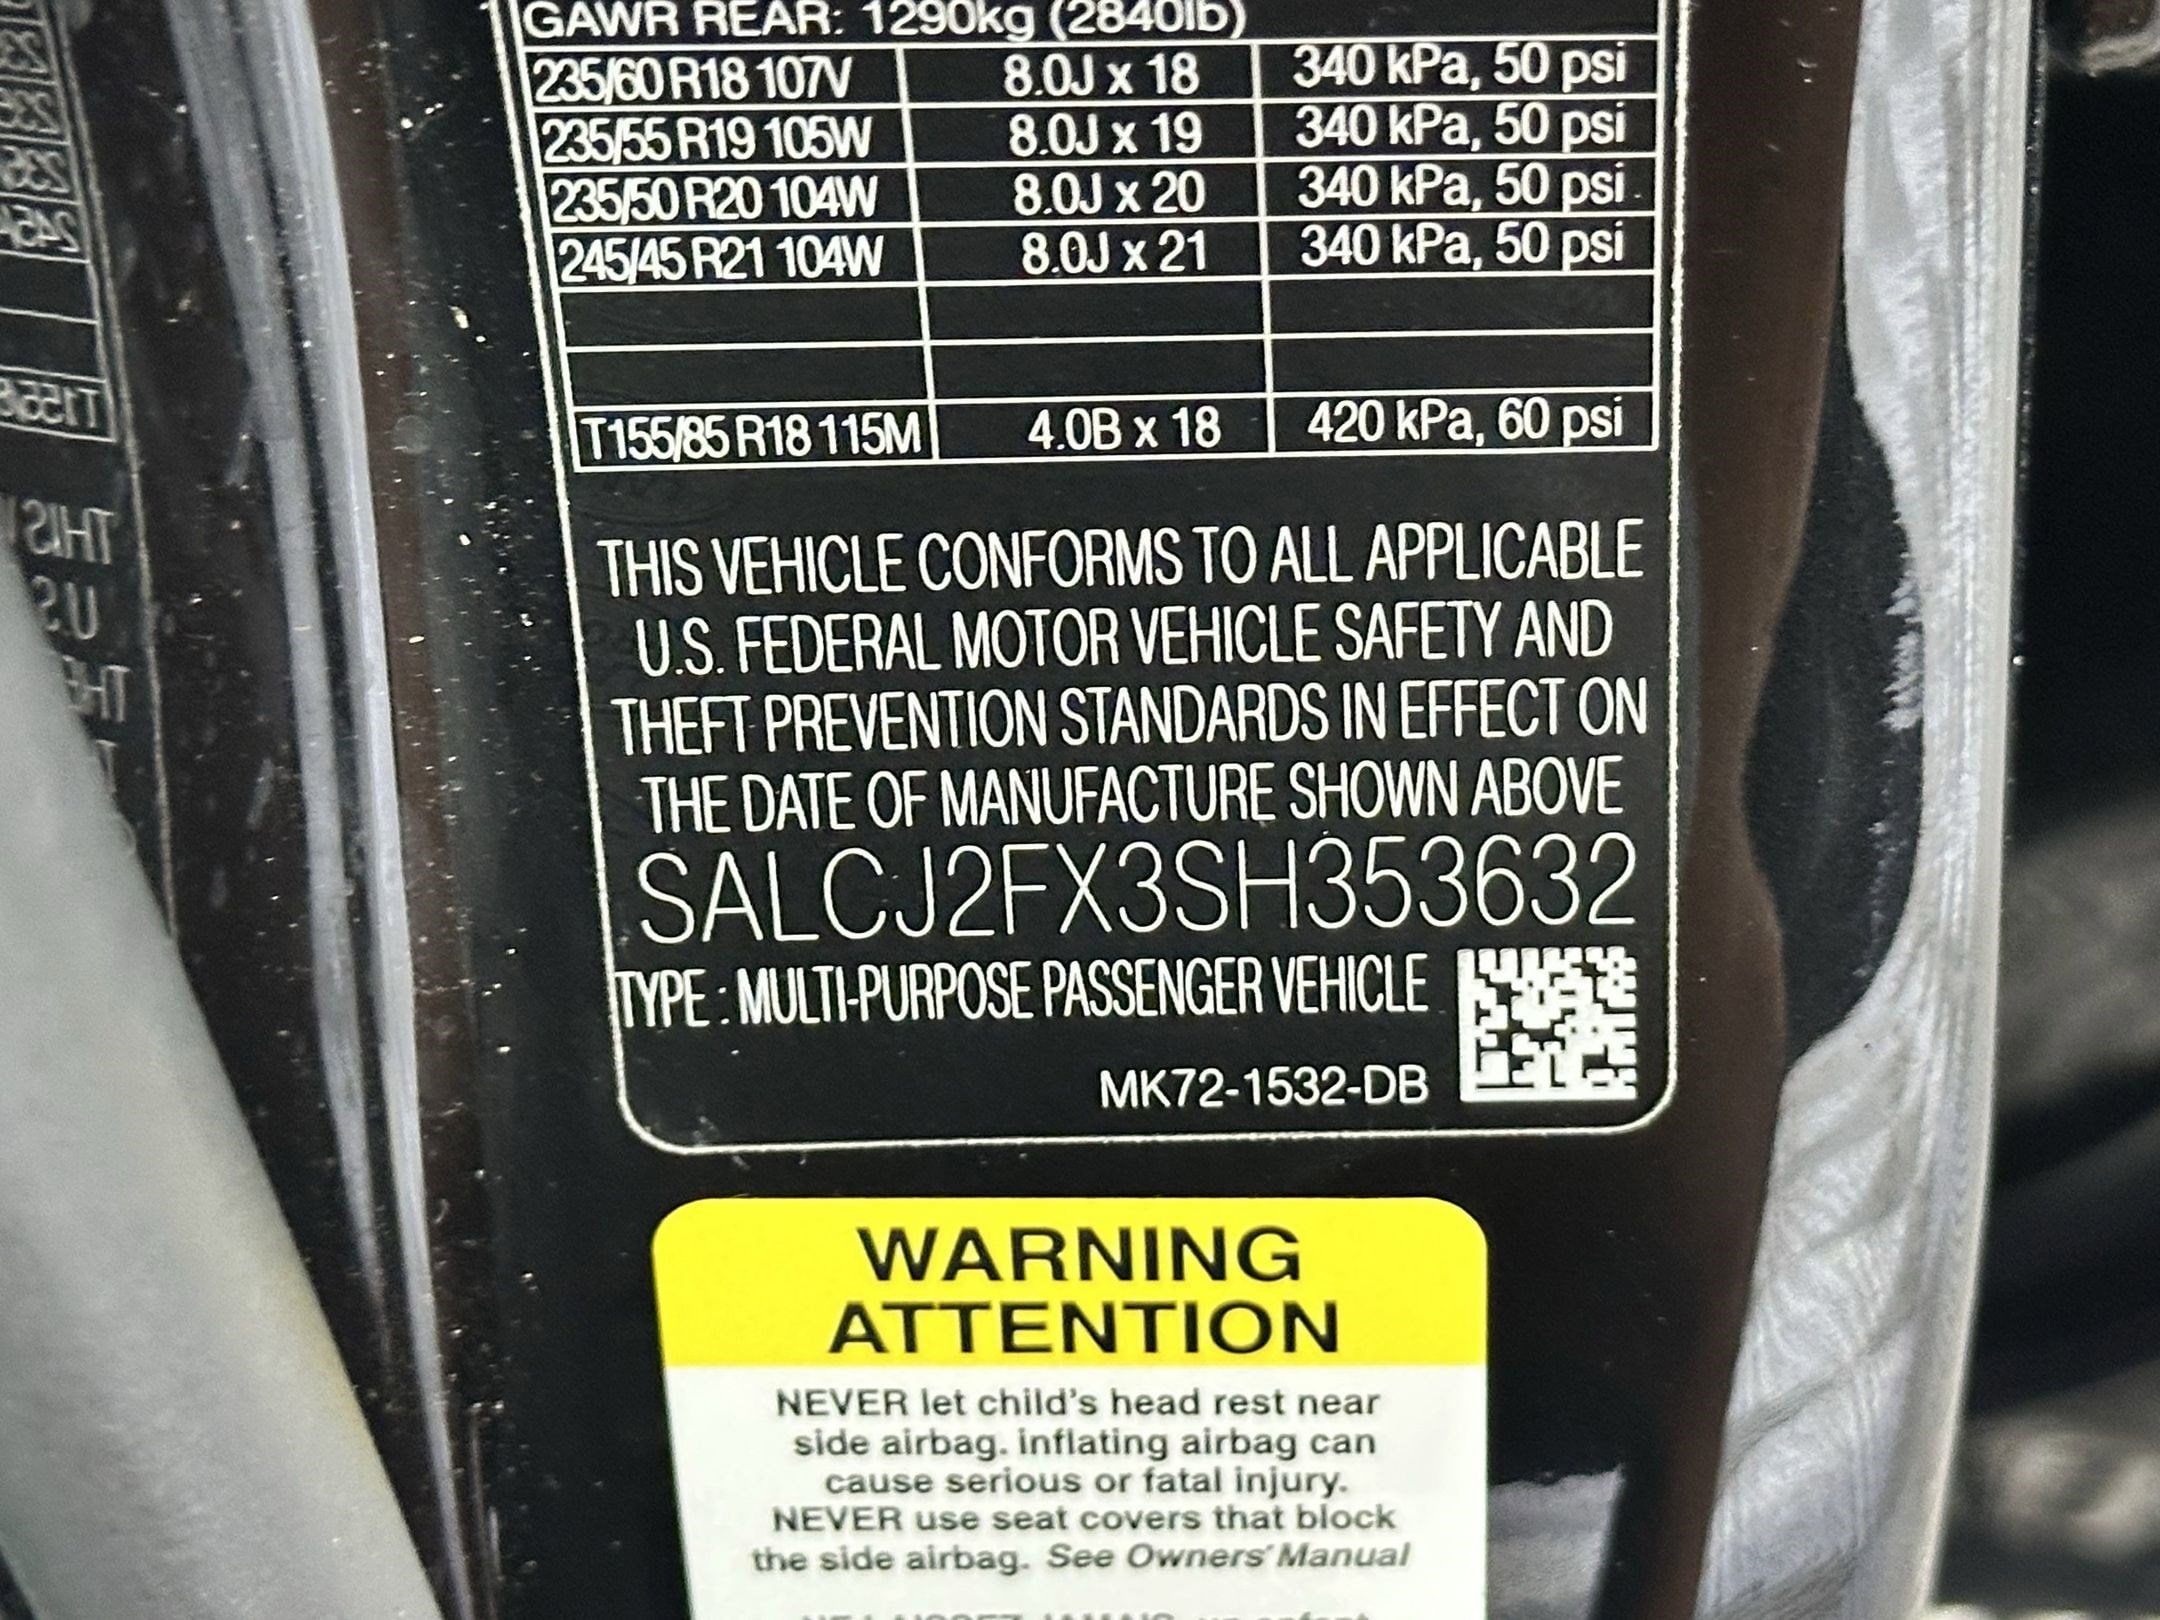 GAWR REAR: 1290kg (2840lb)
235/60 R18 107V 8.0J x 18 340 kPa, 50 psi
235/55 R19 105W 8.0J x 19 340 kPa, 50 psi
235/50 R20 104W 8.0J x 20 340 kPa, 50 psi
245/45 R21 104W 8.0J x 21 340 kPa, 50 psi
T155/85 R18 115M 4.0B x 18 420 kPa, 60 psi
THIS VEHICLE CONFORMS TO ALL APPLICABLE
U.S. FEDERAL MOTOR VEHICLE SAFETY AND
THEFT PREVENTION STANDARDS IN EFFECT ON
THE DATE OF MANUFACTURE SHOWN ABOVE
SALCJ2FX3SH353632
TYPE : MULTI-PURPOSE PASSENGER VEHICLE
MK72-1532-DB
WARNING
ATTENTION
NEVER let child's head rest near
side airbag. inflating airbag can
cause serious or fatal injury.
NEVER use seat covers that block
the side airbag. See Owners' Manual